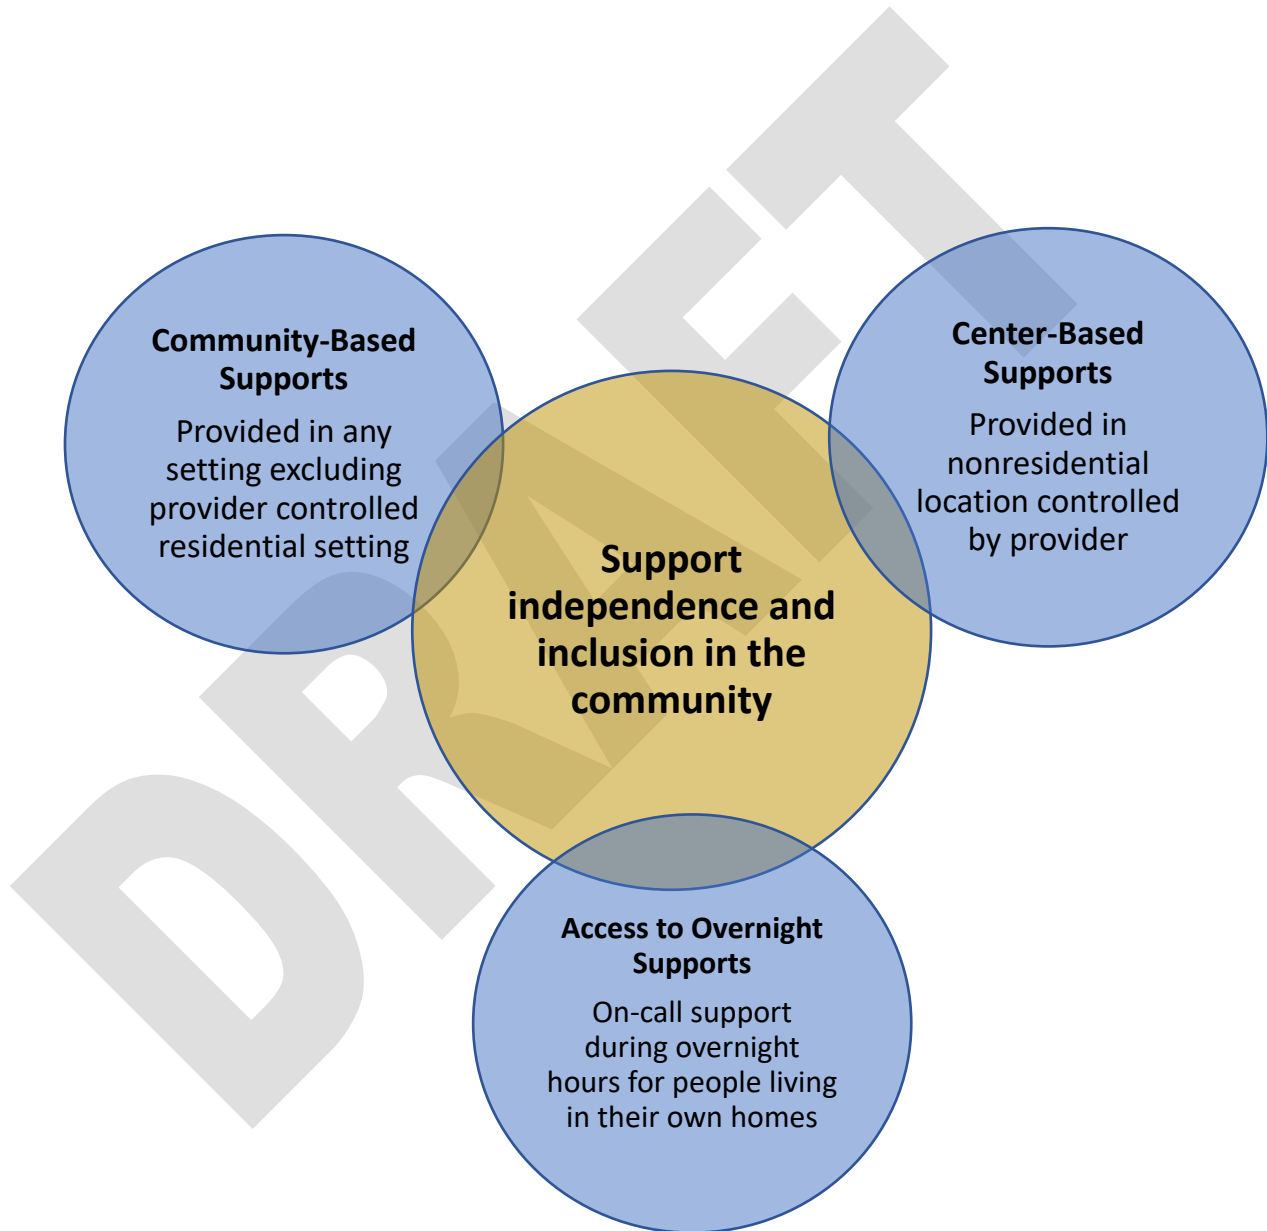 DRAFT
Community-Based
Supports
Provided in any
setting excluding
provider controlled
residential setting
Center-Based
Supports
Provided in
nonresidential
location controlled
by provider
Support
independence and
inclusion in the
community
Access to Overnight
Supports
On-call support
during overnight
hours for people living
in their own homes